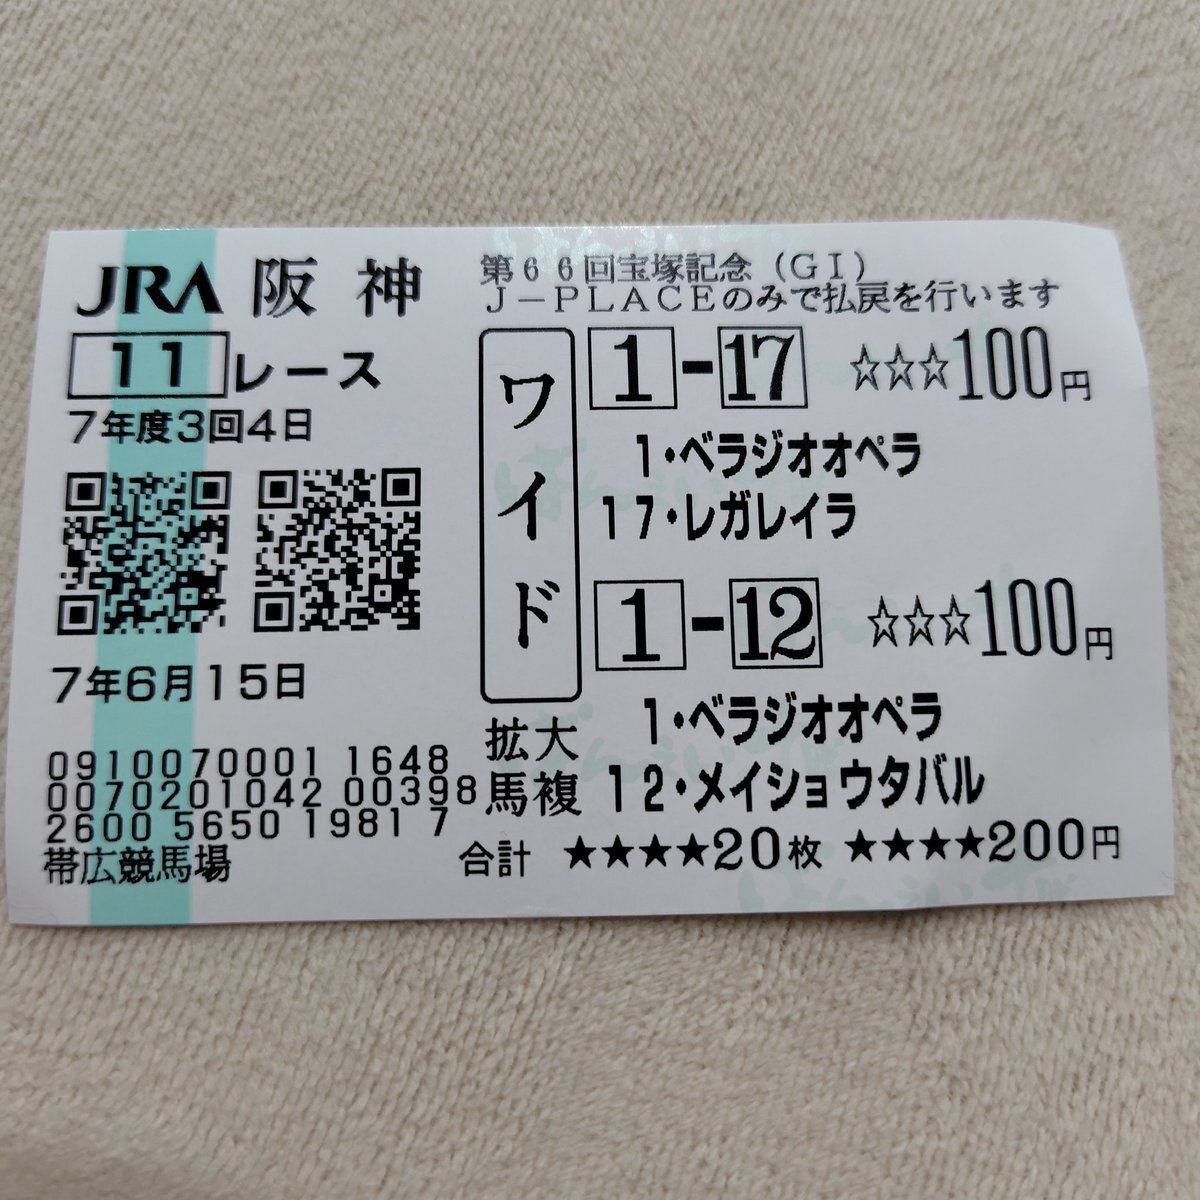 JRA 阪神
11レース
7年度3回4日
7年6月15日
0910070001 1648
0070201042 00398
2600 5650 1981 7
帯広競馬場
第66回宝塚記念(GI)
J-PLACEのみで払戻を行います
ワイド
拡大
馬複
1-17 ☆☆☆100円
1・ベラジオオペラ
17・レガレイラ
1-12 ☆☆☆100円
1・ベラジオオペラ
12・メイショウタバル
合計 ★★★★20枚 ★★★★200円